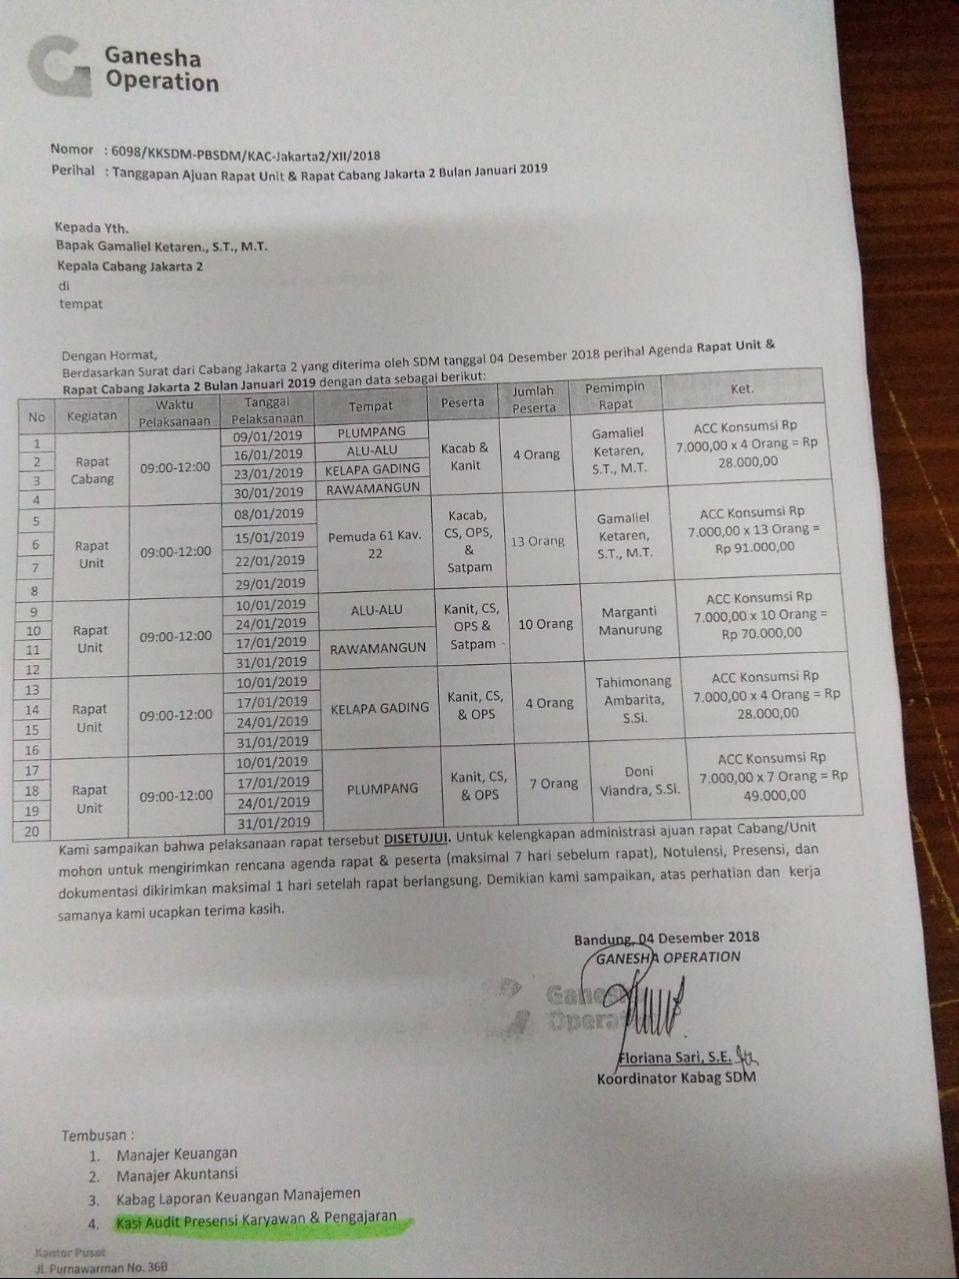 Ganesha
Operation
Nomor : 6098/KKSDM-PBSDM/KAC-Jakarta2/XII/2018
Perihal : Tanggapan Ajuan Rapat Unit & Rapat Cabang Jakarta 2 Bulan Januari 2019
Kepada Yth.
Bapak Gamaliel Ketaren., S.T., M.T.
Kepala Cabang Jakarta 2
di
tempat
Dengan Hormat,
Berdasarkan Surat dari Cabang Jakarta 2 yang diterima oleh SDM tanggal 04 Desember 2018 perihal Agenda Rapat Unit &
Rapat Cabang Jakarta 2 Bulan Januari 2019 dengan data sebagai berikut:
No Kegiatan Waktu Pelaksanaan Tanggal Pelaksanaan Tempat Peserta Jumlah Peserta Pemimpin Rapat Ket.
1 Rapat Cabang 09:00-12:00 09/01/2019 PLUMPANG Kacab & Kanit 4 Orang Gamaliel Ketaren, S.T., M.T. ACC Konsumsi Rp 7.000,00 x 4 Orang = Rp 28.000,00
2 16/01/2019 ALU-ALU
3 23/01/2019 KELAPA GADING
4 30/01/2019 RAWAMANGUN
5 Rapat Unit 09:00-12:00 08/01/2019 Pemuda 61 Kav. 22 Kacab, CS, OPS, & Satpam 13 Orang Gamaliel Ketaren, S.T., M.T. ACC Konsumsi Rp 7.000,00 x 13 Orang = Rp 91.000,00
6 15/01/2019
7 22/01/2019
8 29/01/2019
9 Rapat Unit 09:00-12:00 10/01/2019 ALU-ALU Kanit, CS, OPS & Satpam 10 Orang Marganti Manurung ACC Konsumsi Rp 7.000,00 x 10 Orang = Rp 70.000,00
10 24/01/2019
11 17/01/2019 RAWAMANGUN
12 31/01/2019
13 Rapat Unit 09:00-12:00 10/01/2019 KELAPA GADING Kanit, CS, & OPS 4 Orang Tahimonang Ambarita, S.Si. ACC Konsumsi Rp 7.000,00 x 4 Orang = Rp 28.000,00
14 17/01/2019
15 24/01/2019
16 31/01/2019
17 Rapat Unit 09:00-12:00 10/01/2019 PLUMPANG Kanit, CS, & OPS 7 Orang Doni Viandra, S.Si. ACC Konsumsi Rp 7.000,00 x 7 Orang = Rp 49.000,00
18 17/01/2019
19 24/01/2019
20 31/01/2019
Kami sampaikan bahwa pelaksanaan rapat tersebut DISETUJUI. Untuk kelengkapan administrasi ajuan rapat Cabang/Unit
mohon untuk mengirimkan rencana agenda rapat & peserta (maksimal 7 hari sebelum rapat), Notulensi, Presensi, dan
dokumentasi dikirimkan maksimal 1 hari setelah rapat berlangsung. Demikian kami sampaikan, atas perhatian dan kerja
samanya kami ucapkan terima kasih.
Bandung, 04 Desember 2018
GANESHA OPERATION
Ganesha
Operation
Floriana Sari, S.E.
Koordinator Kabag SDM
Tembusan :
1. Manajer Keuangan
2. Manajer Akuntansi
3. Kabag Laporan Keuangan Manajemen
4. Kasi Audit Presensi Karyawan & Pengajaran
Kantor Pusat
Jl. Purnawarman No. 36B